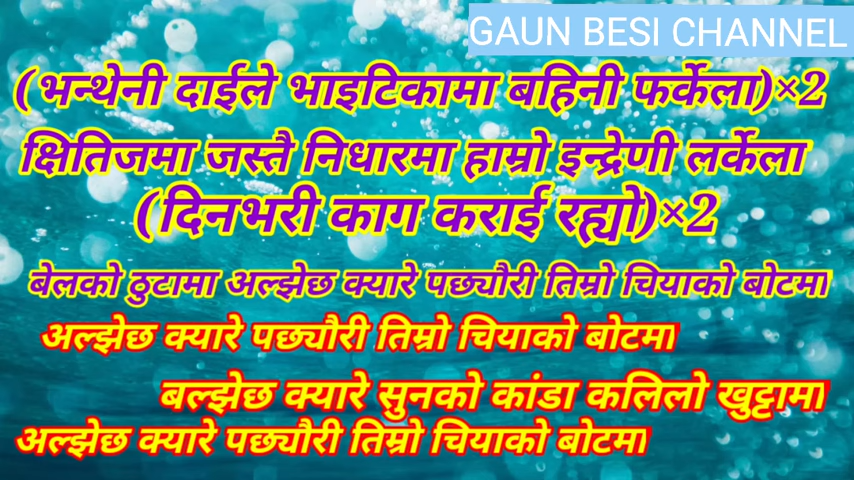 GAUN BESI CHANNEL
(भन्थेनी दाईले भाइटिकामा बहिनी फर्केला)×2
क्षितिजमा जस्तै निधारमा हाम्रो इन्द्रेणी लर्केला
(दिनभरी काग कराई रह्यो)×2
बेलको ठुटामा अल्झेछ क्यारे पछ्यौरी तिम्रो चियाको बोटमा
अल्झेछ क्यारे पछ्यौरी तिम्रो चियाको बोटमा
बल्झेछ क्यारे सुनको कांडा कलिलो खुट्टामा
अल्झेछ क्यारे पछ्यौरी तिम्रो चियाको बोटमा